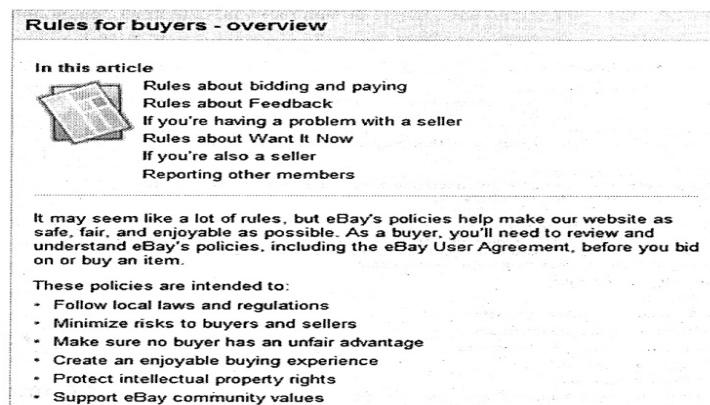 Rules for buyers - overview
In this article
Rules about bidding and paying
Rules about Feedback
If you're having a problem with a seller
Rules about Want It Now
If you're also a seller
Reporting other members
It may seem like a lot of rules, but eBay's policies help make our website as
safe, fair, and enjoyable as possible. As a buyer, you'll need to review and
understand eBay's policies, including the eBay User Agreement, before you bid
on or buy an item.
These policies are intended to:
• Follow local laws and regulations
• Minimize risks to buyers and sellers
• Make sure no buyer has an unfair advantage
• Create an enjoyable buying experience
• Protect intellectual property rights
• Support eBay community values